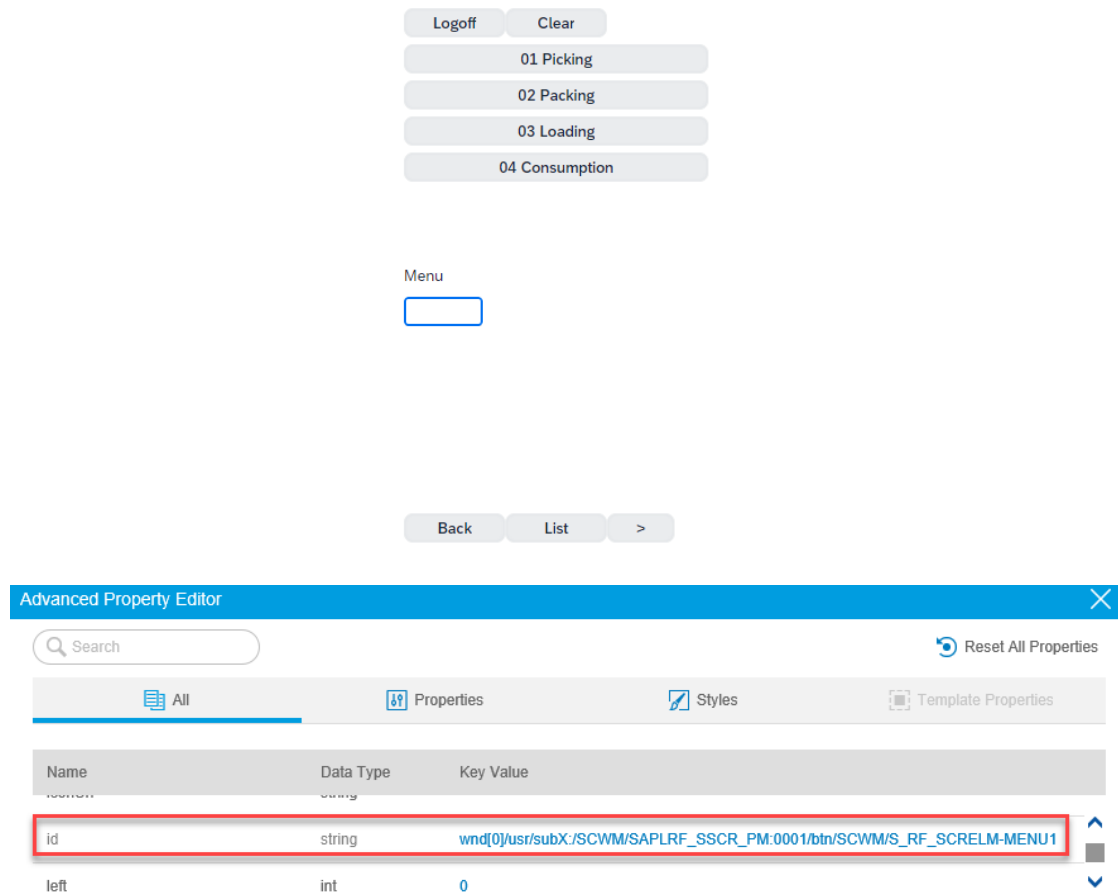 Logoff Clear
01 Picking
02 Packing
03 Loading
04 Consumption
Menu
Back List >
Advanced Property Editor
Search Reset All Properties
All Properties Styles Template Properties
Name Data Type Key Value
string
id string wnd[0]/usr/subX:/SCWM/SAPLRF_SSCR_PM:0001/btn/SCWM/S_RF_SCRELM-MENU1
left int 0